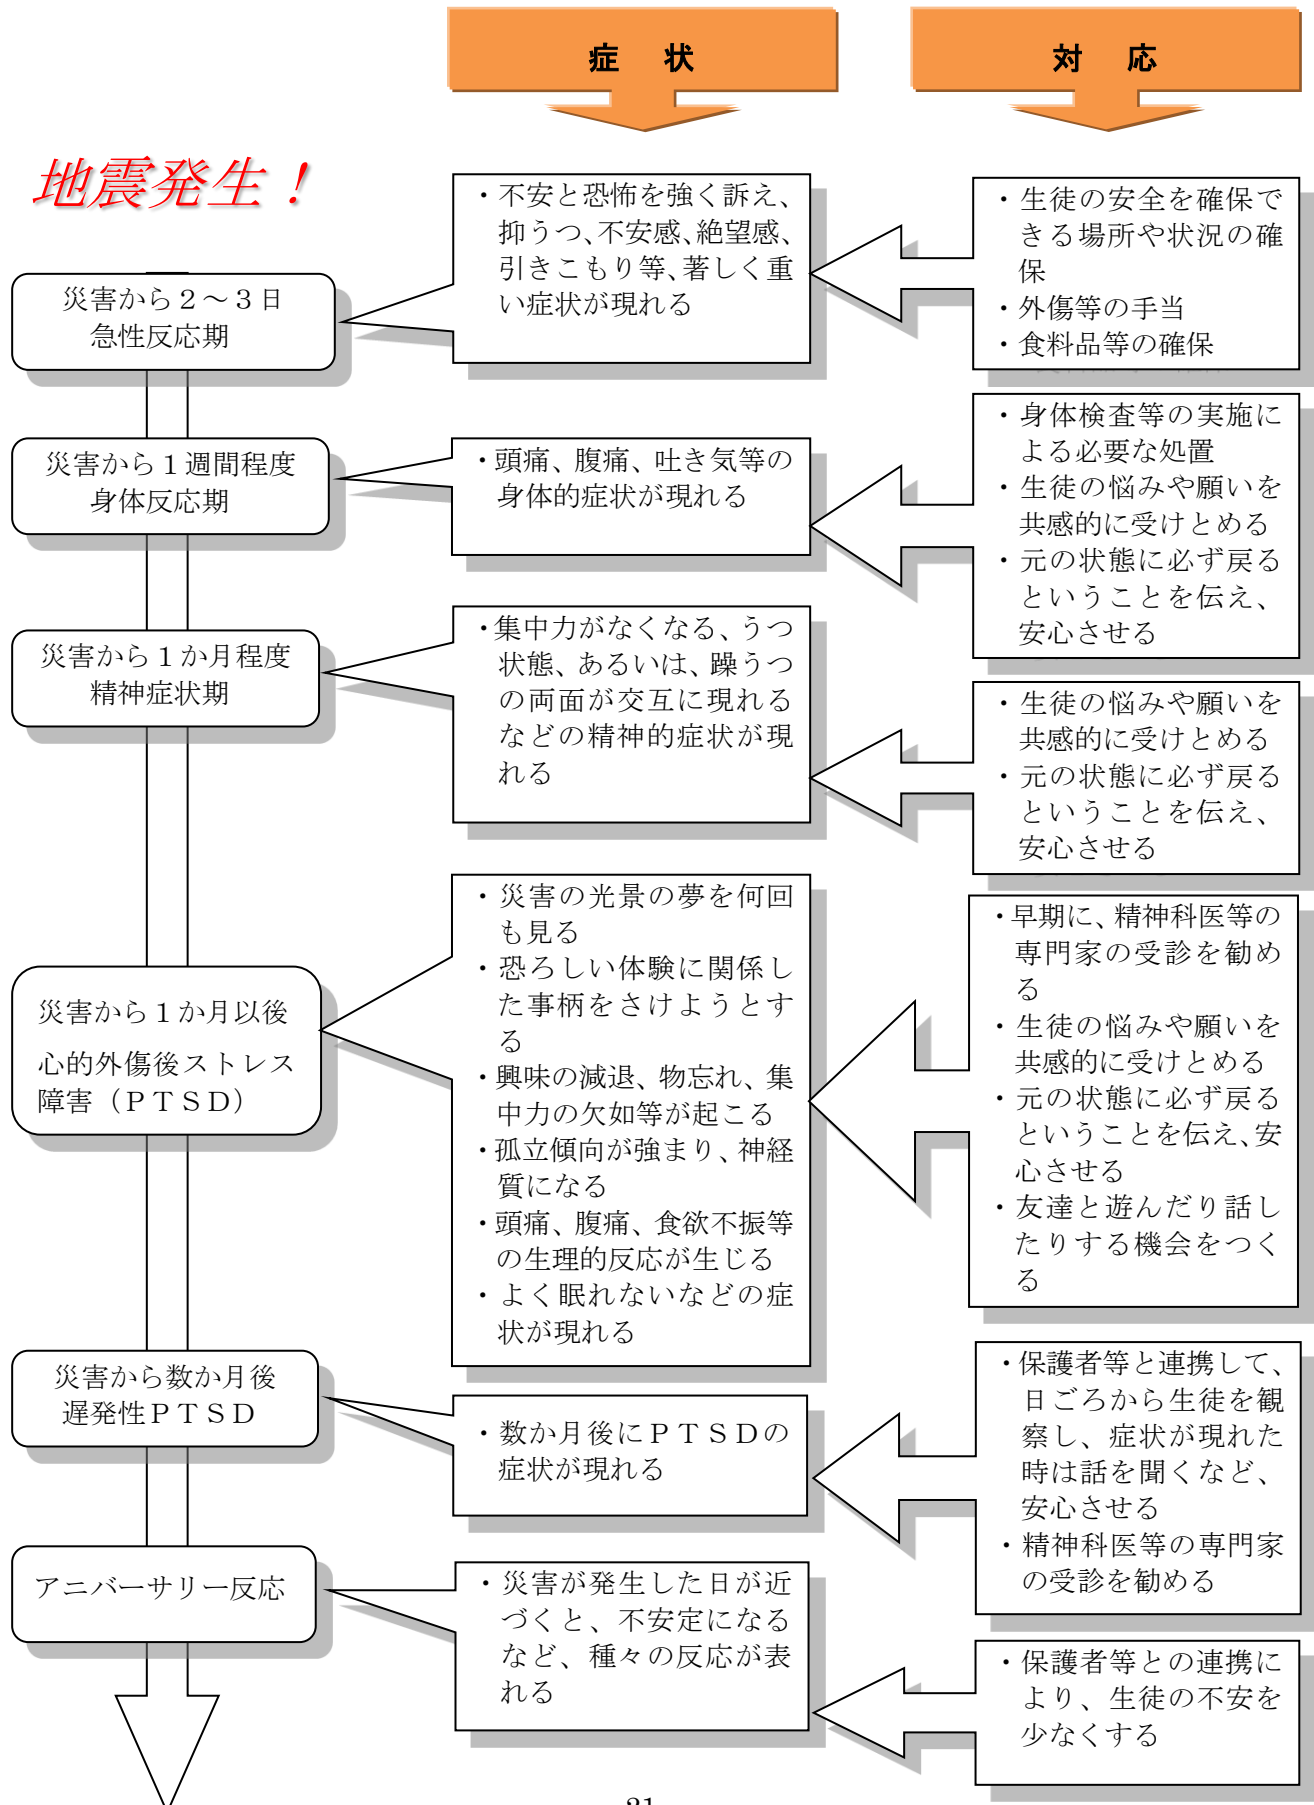 症 状
対 応
地震発生！
災害から２～３日
急性反応期
・不安と恐怖を強く訴え、
抑うつ、不安感、絶望感、
引きこもり等、著しく重
い症状が現れる
・生徒の安全を確保で
きる場所や状況の確
保
・外傷等の手当
・食料品等の確保
災害から１週間程度
身体反応期
・頭痛、腹痛、吐き気等の
身体的症状が現れる
・身体検査等の実施に
よる必要な処置
・生徒の悩みや願いを
共感的に受けとめる
・元の状態に必ず戻る
ということを伝え、
安心させる
災害から１か月程度
精神症状期
・集中力がなくなる、うつ
状態、あるいは、躁うつ
の両面が交互に現れる
などの精神的症状が現
れる
・生徒の悩みや願いを
共感的に受けとめる
・元の状態に必ず戻る
ということを伝え、
安心させる
災害から１か月以後
心的外傷後ストレス
障害（ＰＴＳＤ）
・災害の光景の夢を何回
も見る
・恐ろしい体験に関係し
た事柄をさけようとす
る
・興味の減退、物忘れ、集
中力の欠如等が起こる
・孤立傾向が強まり、神経
質になる
・頭痛、腹痛、食欲不振等
の生理的反応が生じる
・よく眠れないなどの症
状が現れる
・早期に、精神科医等の
専門家の受診を勧め
る
・生徒の悩みや願いを
共感的に受けとめる
・元の状態に必ず戻る
ということを伝え、安
心させる
・友達と遊んだり話し
たりする機会をつく
る
災害から数か月後
遅発性ＰＴＳＤ
・数か月後にＰＴＳＤの
症状が現れる
・保護者等と連携して、
日ごろから生徒を観
察し、症状が現れた
時は話を聞くなど、
安心させる
・精神科医等の専門家
の受診を勧める
アニバーサリー反応
・災害が発生した日が近
づくと、不安定になる
など、種々の反応が表
れる
・保護者等との連携に
より、生徒の不安を
少なくする